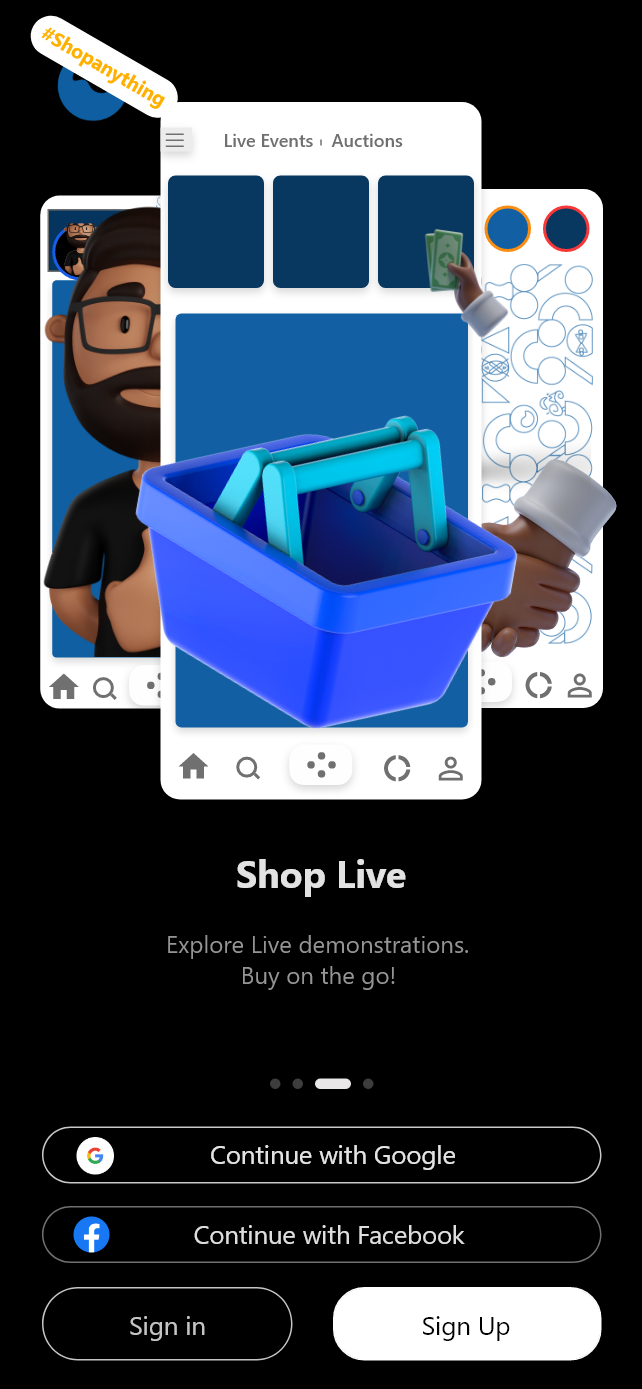 #Shopanything
Live Events
Auctions
Shop Live
Explore Live demonstrations.
Buy on the go!
Continue with Google
Continue with Facebook
Sign in
Sign Up